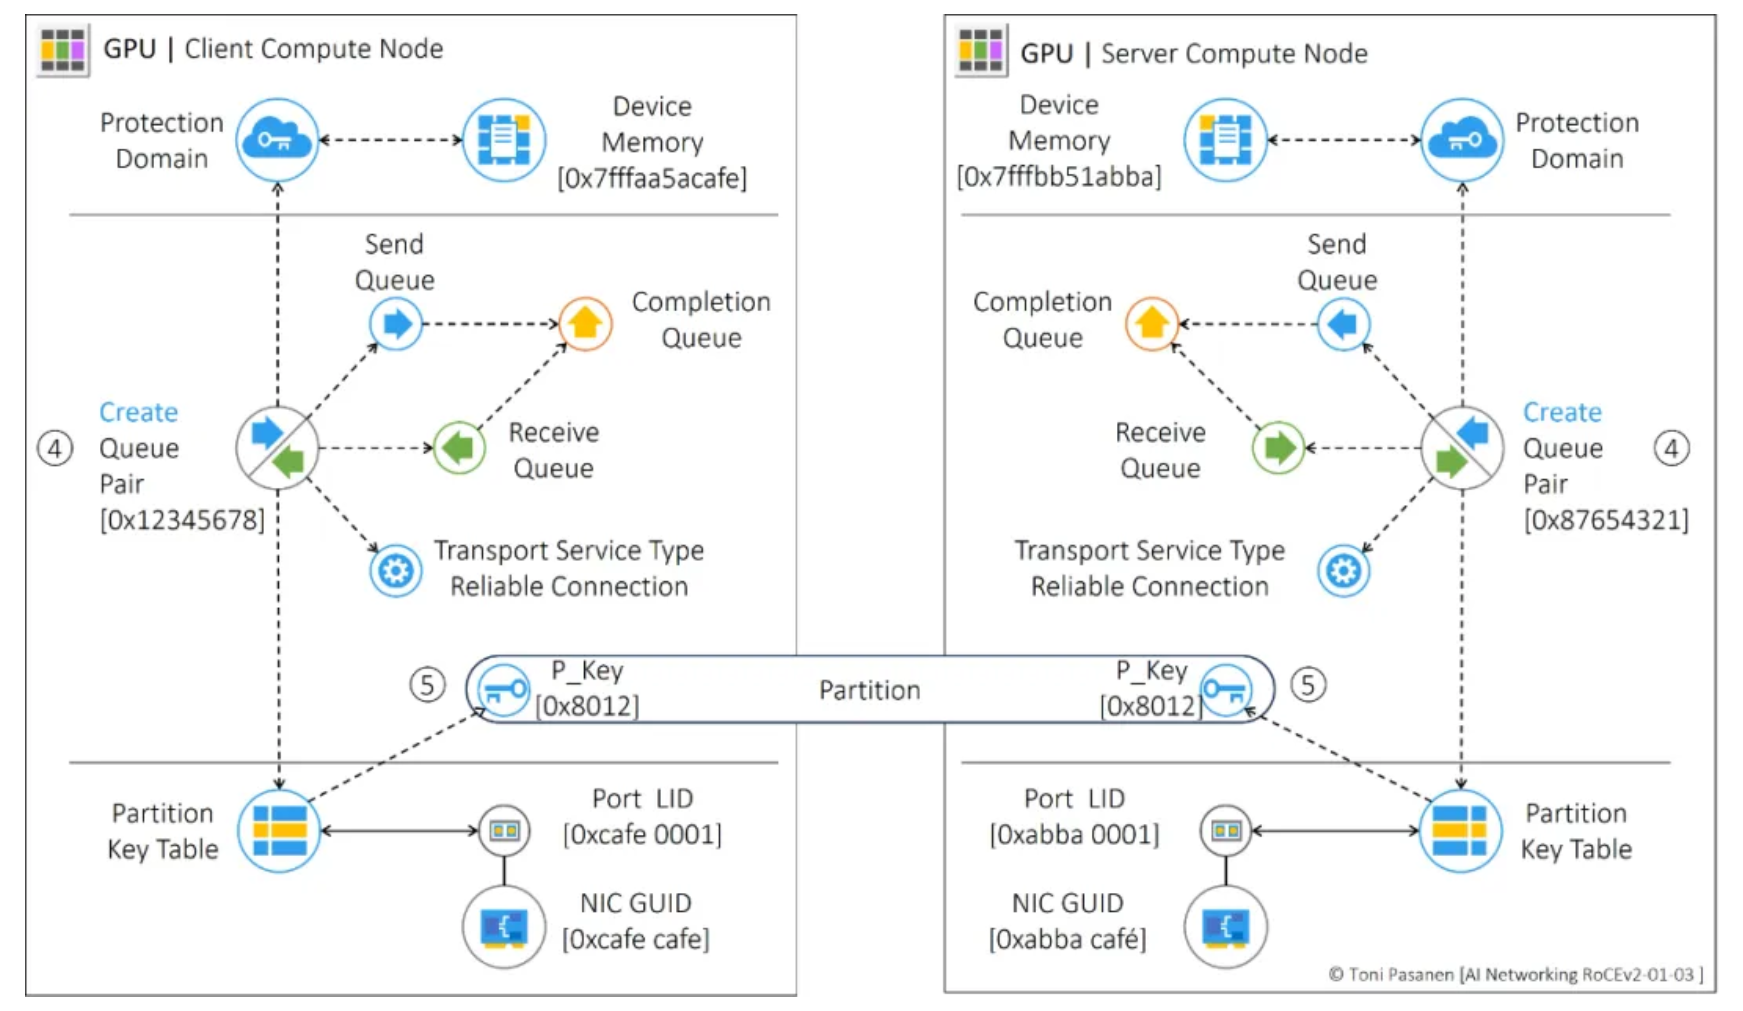 GPU | Client Compute Node
Protection
Domain
Device
Memory
[0x7fffaa5acafe]
Send
Queue
Completion
Queue
④
Create
Queue
Pair
[0x12345678]
Receive
Queue
Transport Service Type
Reliable Connection
⑤
P_Key
[0x8012]
Partition
Partition
Key Table
Port LID
[0xcafe 0001]
NIC GUID
[0xcafe cafe]
GPU | Server Compute Node
Device
Memory
[0x7fffbb51abba]
Protection
Domain
Send
Queue
Completion
Queue
Receive
Queue
Create
Queue
Pair
[0x87654321]
④
Transport Service Type
Reliable Connection
P_Key
[0x8012]
⑤
Port LID
[0xabba 0001]
Partition
Key Table
NIC GUID
[0xabba café]
© Toni Pasanen [AI Networking RoCEv2-01-03 ]